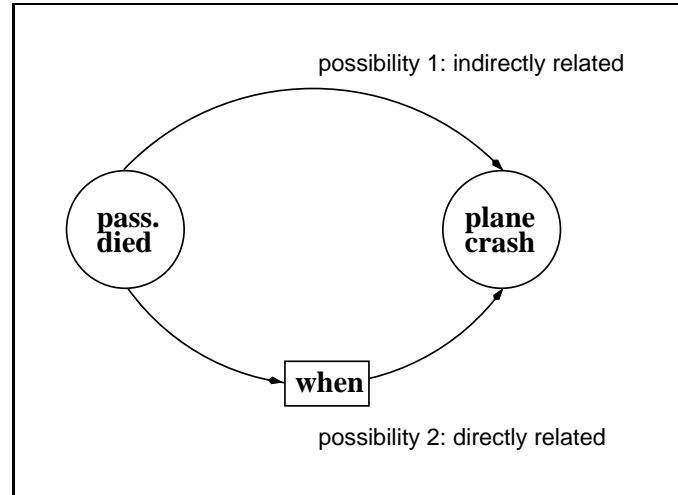 possibility 1: indirectly related
pass.
died
plane
crash
when
possibility 2: directly related